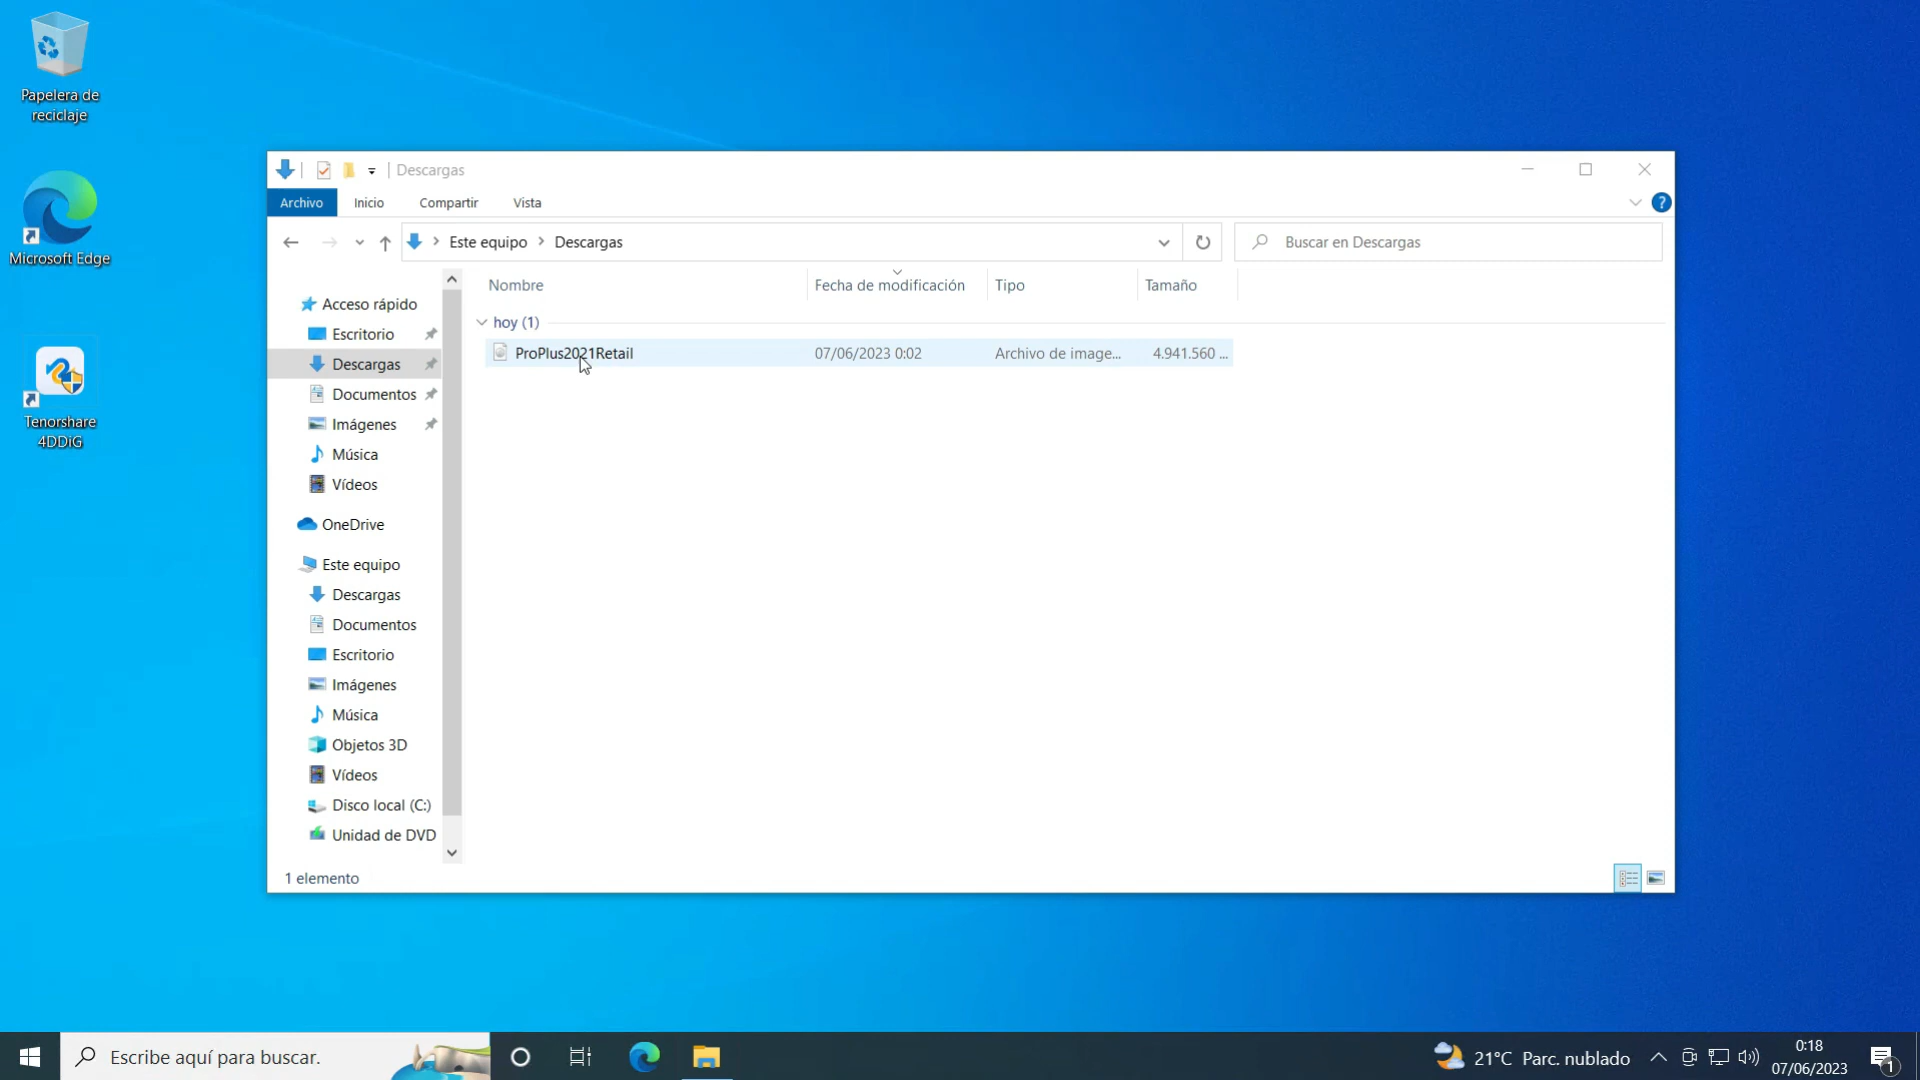 Papelera de
reciclaje
Microsoft Edge
Tenorshare
4DDiG
Descargas
Archivo Inicio Compartir Vista
Este equipo Descargas
Buscar en Descargas
Nombre Fecha de modificación Tipo Tamaño
hoy (1)
ProPlus2021Retail 07/06/2023 0:02 Archivo de image... 4.941.560 ...
Acceso rápido
Escritorio
Descargas
Documentos
Imágenes
Música
Vídeos
OneDrive
Este equipo
Descargas
Documentos
Escritorio
Imágenes
Música
Objetos 3D
Vídeos
Disco local (C:)
Unidad de DVD
1 elemento
Escribe aquí para buscar.
21°C Parc. nublado
0:18
07/06/2023
1